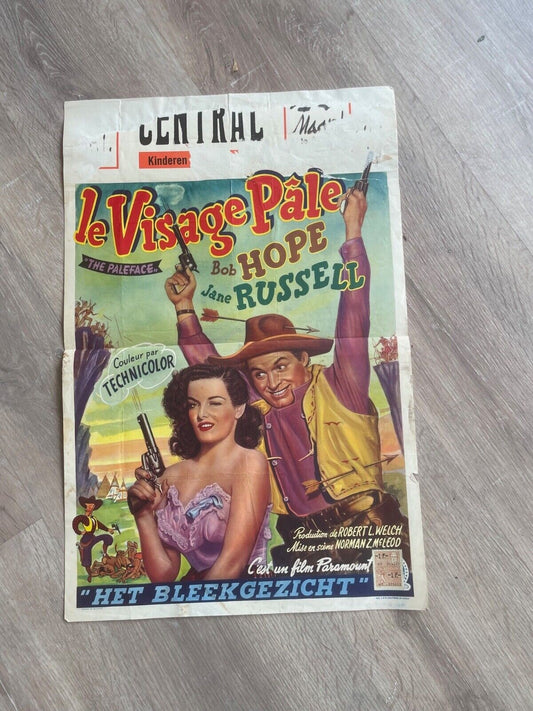 CENTRAL
Kinderen
le Visage Pâle
"THE PALEFACE"
Bob HOPE
Jane RUSSELL
Couleur par
TECHNICOLOR
Production de ROBERT L. WELCH
Mise en scène NORMAN Z. McLEOD
C'est un film Paramount
"HET BLEEKGEZICHT"